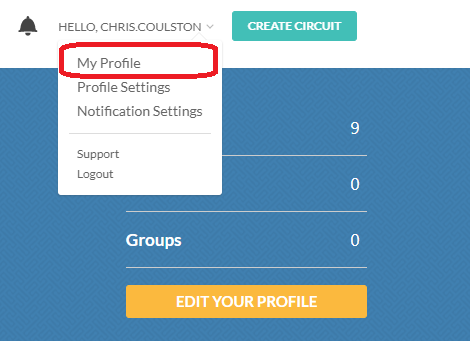 HELLO, CHRIS.COULSTON CREATE CIRCUIT
My Profile
Profile Settings
Notification Settings
Support
Logout
9
0
Groups 0
EDIT YOUR PROFILE